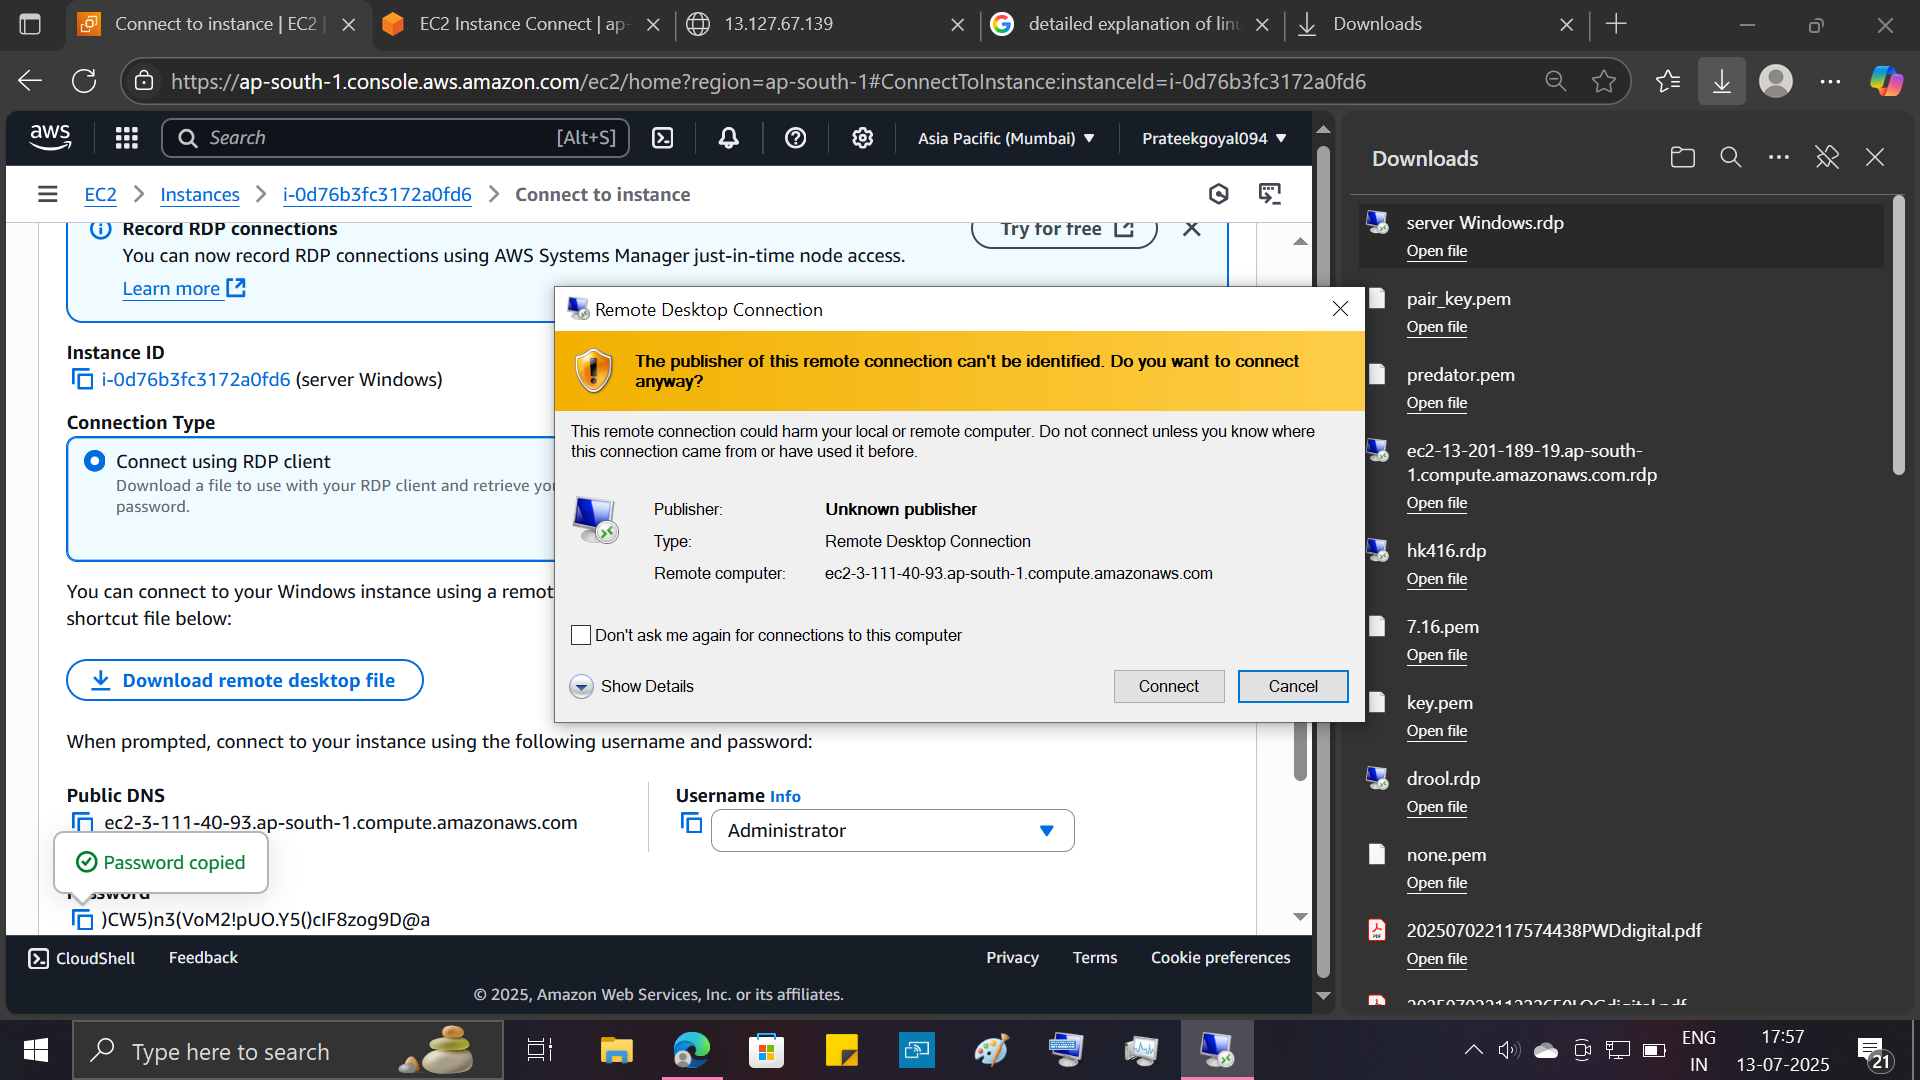 Connect to instance | EC2 |
EC2 Instance Connect | ap-
13.127.67.139
detailed explanation of linu
Downloads
https://ap-south-1.console.aws.amazon.com/ec2/home?region=ap-south-1#ConnectToInstance:instanceId=i-0d76b3fc3172a0fd6
aws
Search
[Alt+S]
Asia Pacific (Mumbai)
Prateekgoyal094
EC2
Instances
i-0d76b3fc3172a0fd6
Connect to instance
Record RDP connections
You can now record RDP connections using AWS Systems Manager just-in-time node access.
Learn more
Try for free
Instance ID
i-0d76b3fc3172a0fd6 (server Windows)
Connection Type
Connect using RDP client
Download a file to use with your RDP client and retrieve you
password.
You can connect to your Windows instance using a remot
shortcut file below:
Download remote desktop file
When prompted, connect to your instance using the following username and password:
Public DNS
ec2-3-111-40-93.ap-south-1.compute.amazonaws.com
Username Info
Administrator
Password copied
Password
)CW5)n3(VoM2!pUO.Y5()cIF8zog9D@a
CloudShell
Feedback
Privacy
Terms
Cookie preferences
© 2025, Amazon Web Services, Inc. or its affiliates.
Remote Desktop Connection
The publisher of this remote connection can't be identified. Do you want to connect
anyway?
This remote connection could harm your local or remote computer. Do not connect unless you know where
this connection came from or have used it before.
Publisher:
Unknown publisher
Type:
Remote Desktop Connection
Remote computer:
ec2-3-111-40-93.ap-south-1.compute.amazonaws.com
Don't ask me again for connections to this computer
Show Details
Connect
Cancel
Downloads
server Windows.rdp
Open file
pair_key.pem
Open file
predator.pem
Open file
ec2-13-201-189-19.ap-south-
1.compute.amazonaws.com.rdp
Open file
hk416.rdp
Open file
7.16.pem
Open file
key.pem
Open file
drool.rdp
Open file
none.pem
Open file
202507022117574438PWDdigital.pdf
Open file
Type here to search
ENG
IN
17:57
13-07-2025
21